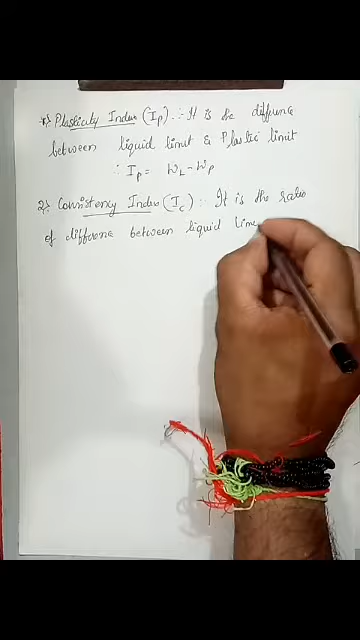 1) Plasticity Index (Ip) :- It is the difference
between liquid limit & Plastic limit
∴ Ip = WL - Wp
2) Consistency Index (Ic) :- It is the ratio
of difference between liquid lim